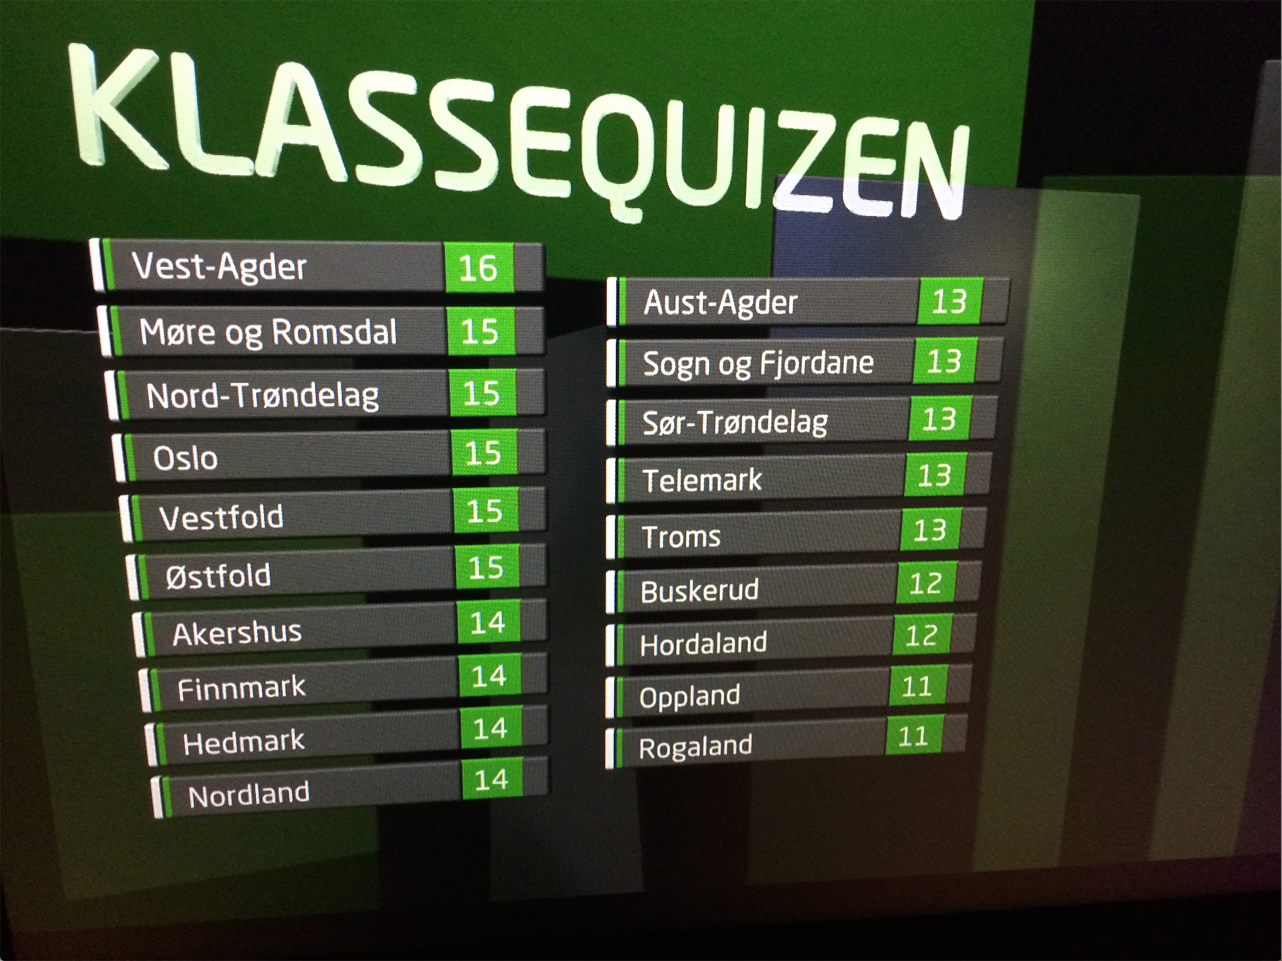 KLASSEQUIZEN
Vest-Agder 16
Møre og Romsdal 15
Nord-Trøndelag 15
Oslo 15
Vestfold 15
Østfold 15
Akershus 14
Finnmark 14
Hedmark 14
Nordland 14
Aust-Agder 13
Sogn og Fjordane 13
Sør-Trøndelag 13
Telemark 13
Troms 13
Buskerud 12
Hordaland 12
Oppland 11
Rogaland 11